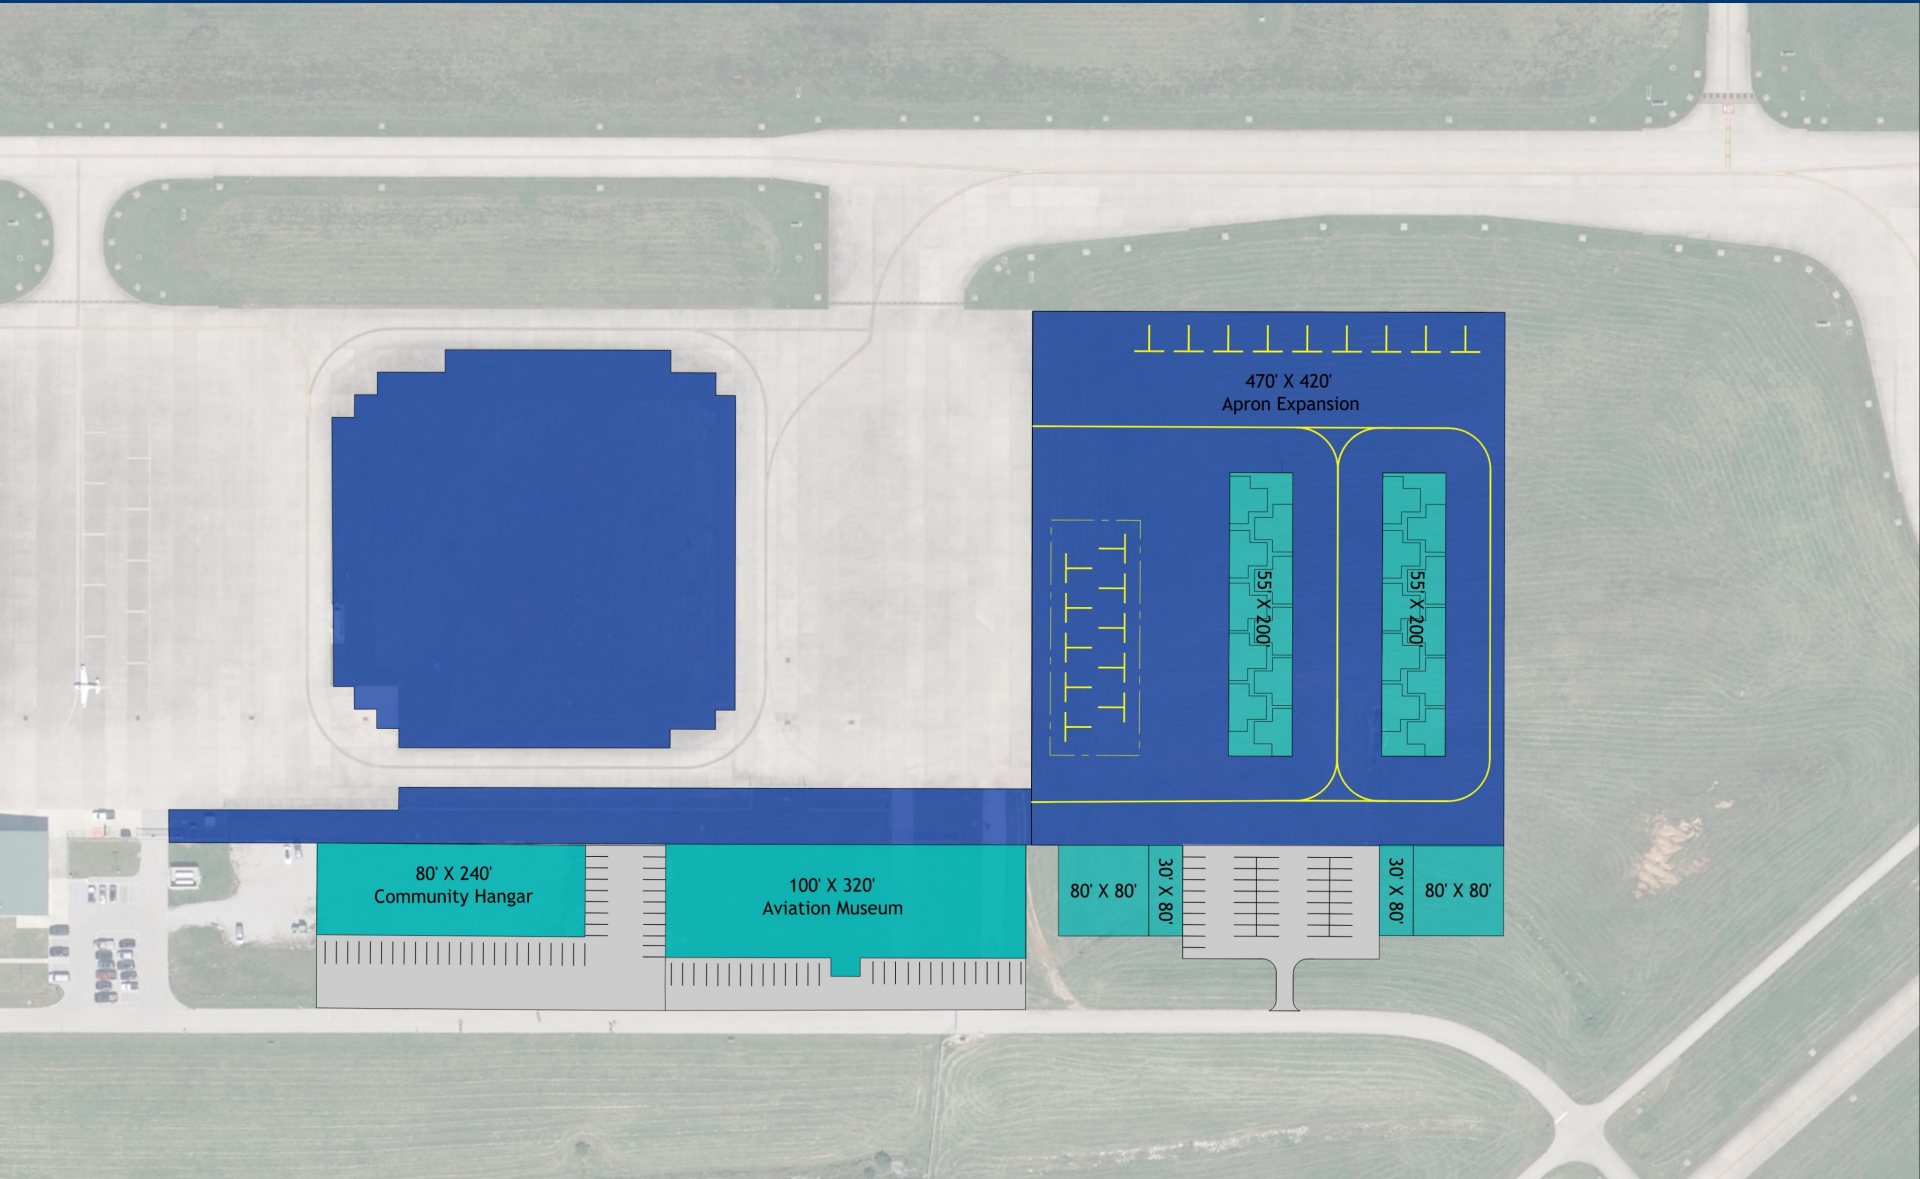 470' X 420'
Apron Expansion
55' X 200'
55' X 200'
80' X 240'
Community Hangar
100' X 320'
Aviation Museum
80' X 80'
30' X 80'
30' X 80'
80' X 80'